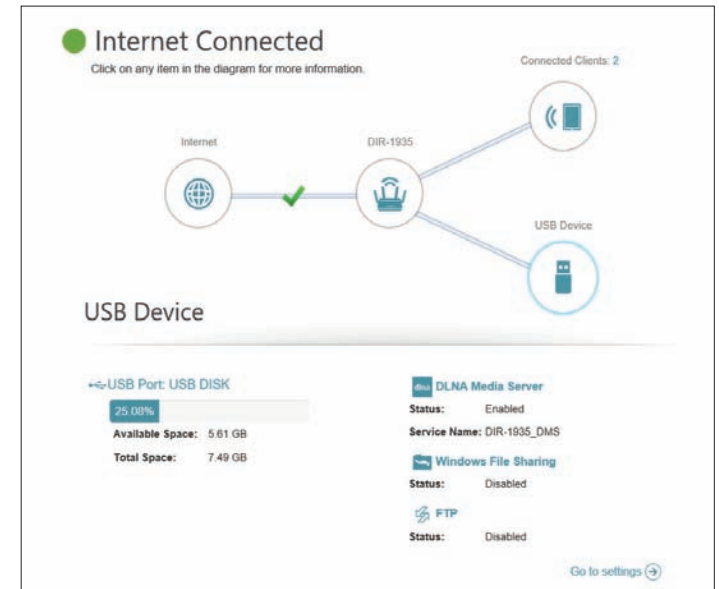 Internet Connected
Click on any item in the diagram for more information.
Connected Clients: 2
Internet
DIR-1935
USB Device
USB Device
USB Port: USB DISK
25.08%
Available Space: 5.61 GB
Total Space: 7.49 GB
dlna DLNA Media Server
Status: Enabled
Service Name: DIR-1935_DMS
Windows File Sharing
Status: Disabled
FTP
Status: Disabled
Go to settings